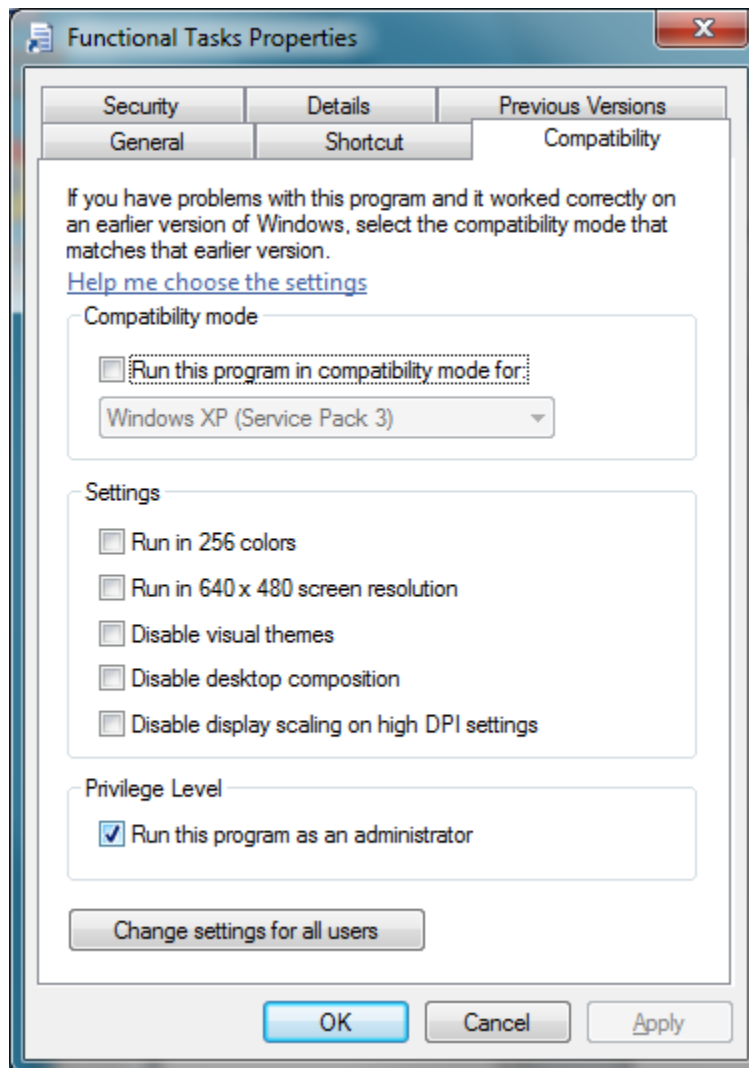 Functional Tasks Properties
x
Security Details Previous Versions
General Shortcut Compatibility
If you have problems with this program and it worked correctly on
an earlier version of Windows, select the compatibility mode that
matches that earlier version.
Help me choose the settings
Compatibility mode
Run this program in compatibility mode for:
Windows XP (Service Pack 3)
Settings
Run in 256 colors
Run in 640 x 480 screen resolution
Disable visual themes
Disable desktop composition
Disable display scaling on high DPI settings
Privilege Level
Run this program as an administrator
Change settings for all users
OK Cancel Apply